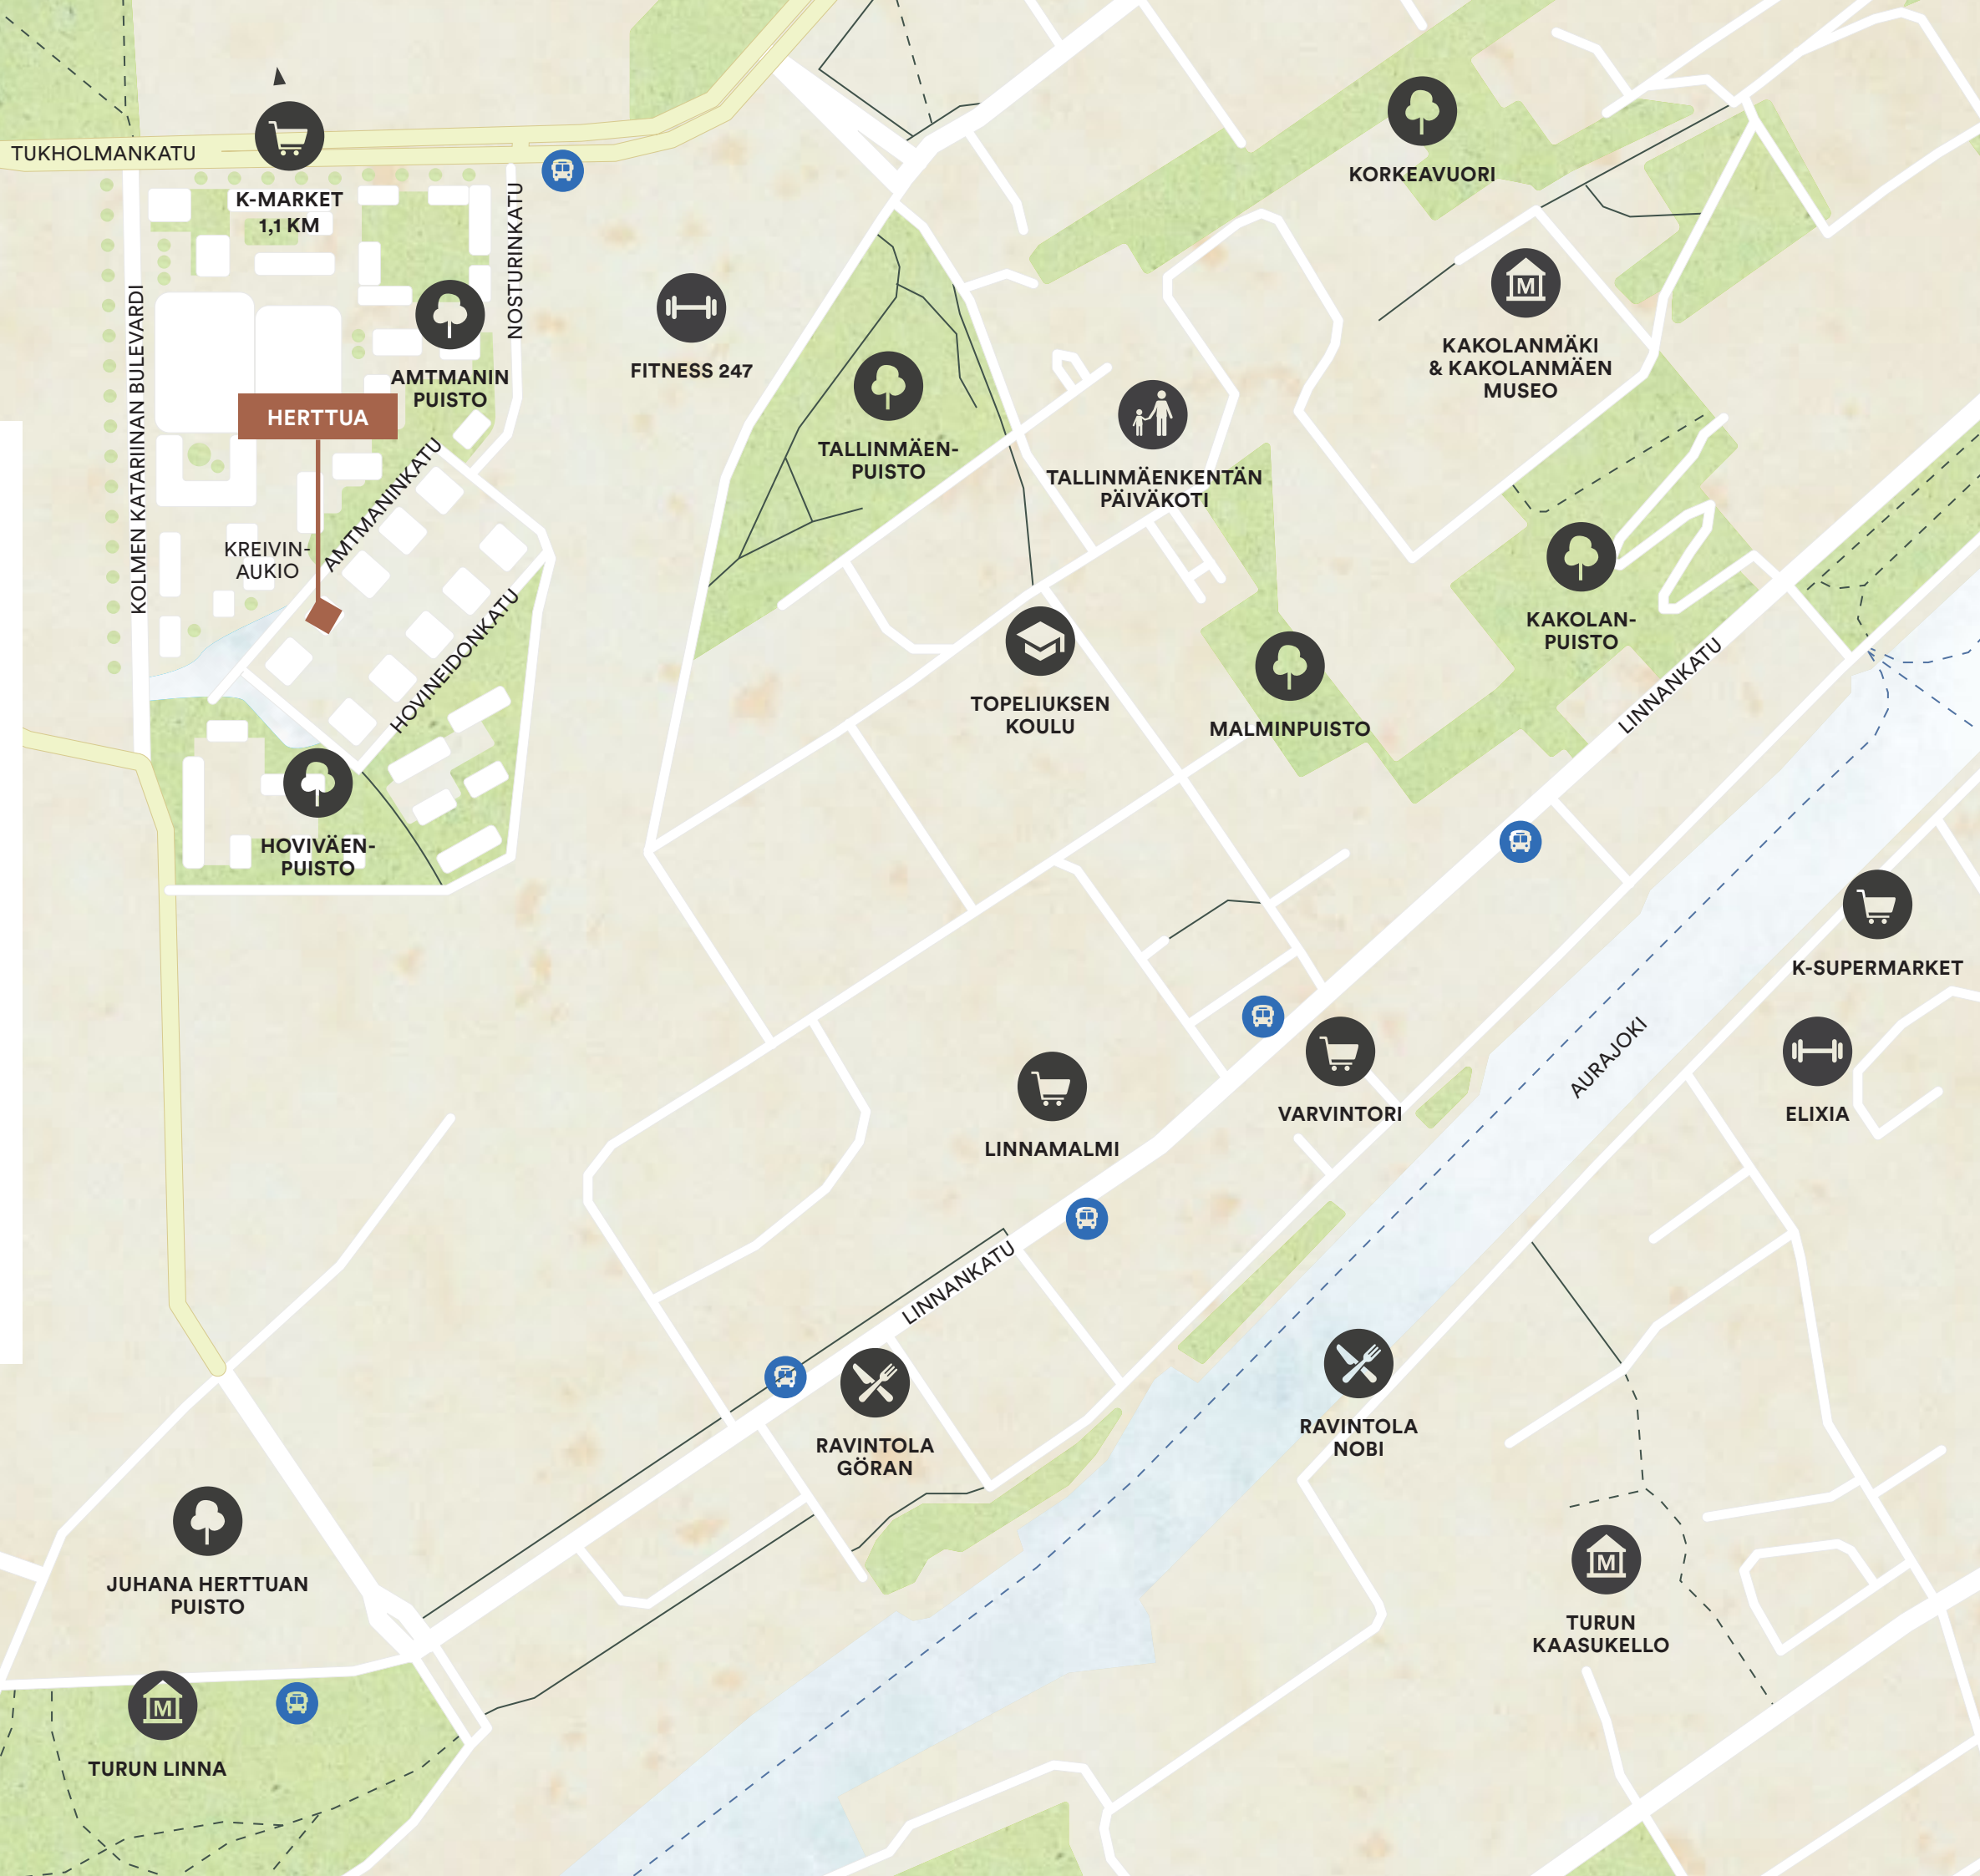 TUKHOLMANKATU
K-MARKET
1,1 KM
NOSTURINKATU
KOLMEN KATARIINAN BULEVARDI
AMTMANIN
PUISTO
HERTTUA
AMTMANINKATU
KREIVIN-
AUKIO
HOVINEIDONKATU
HOVIVÄEN-
PUISTO
FITNESS 247
TALLINMÄEN-
PUISTO
TALLINMÄENKENTÄN
PÄIVÄKOTI
KORKEAVUORI
KAKOLANMÄKI
& KAKOLANMÄEN
MUSEO
M
TOPELIUKSEN
KOULU
MALMINPUISTO
KAKOLAN-
PUISTO
LINNANKATU
K-SUPERMARKET
ELIXIA
AURAJOKI
VARVINTORI
LINNAMALMI
LINNANKATU
RAVINTOLA
GÖRAN
RAVINTOLA
NOBI
JUHANA HERTTUAN
PUISTO
M
TURUN LINNA
M
TURUN
KAASUKELLO